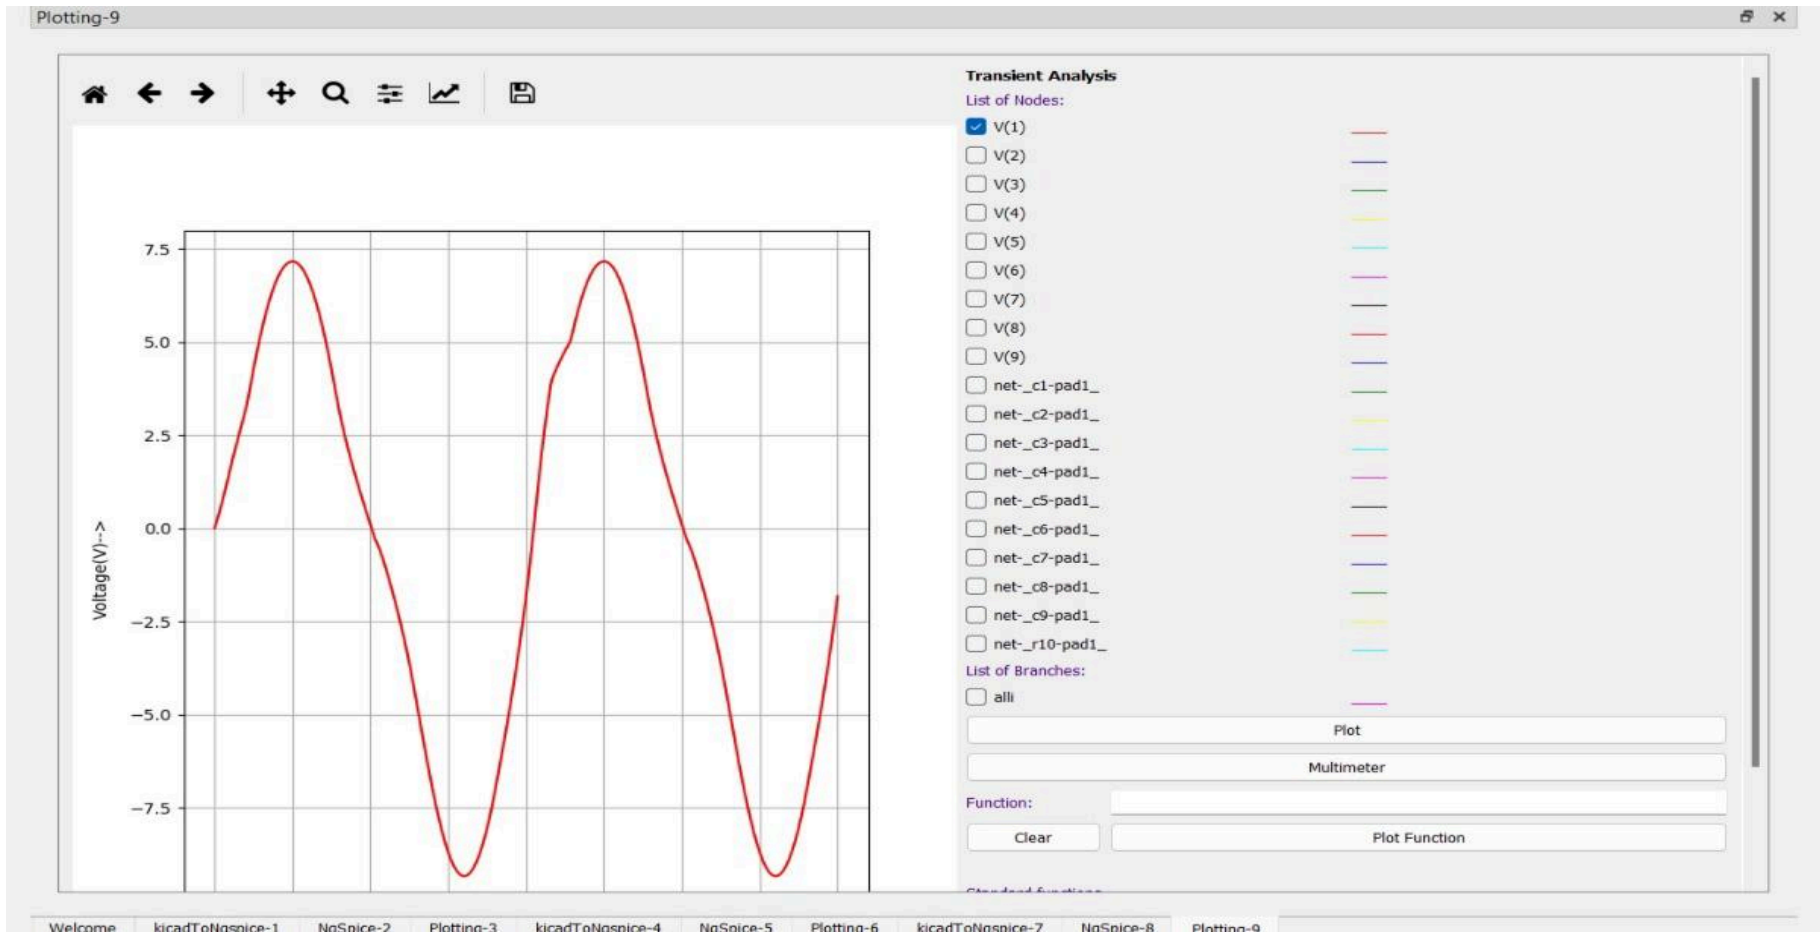 Plotting-9
Transient Analysis
List of Nodes:
V(1)
V(2)
V(3)
V(4)
V(5)
V(6)
V(7)
V(8)
V(9)
net-_c1-pad1_
net-_c2-pad1_
net-_c3-pad1_
net-_c4-pad1_
net-_c5-pad1_
net-_c6-pad1_
net-_c7-pad1_
net-_c8-pad1_
net-_c9-pad1_
net-_r10-pad1_
List of Branches:
alli
Plot
Multimeter
Function:
Clear Plot Function
Standard functions
7.5
5.0
2.5
0.0
−2.5
−5.0
−7.5
Voltage(V)-->
Welcome kicadToNgspice-1 NgSpice-2 Plotting-3 kicadToNgspice-4 NgSpice-5 Plotting-6 kicadToNgspice-7 NgSpice-8 Plotting-9